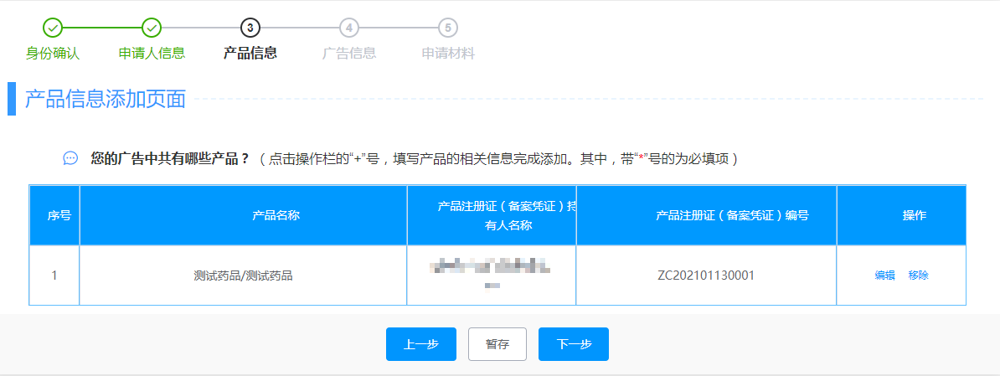 3 4 5
身份确认 申请人信息 产品信息 广告信息 申请材料
产品信息添加页面
您的广告中共有哪些产品？（点击操作栏的“+”号，填写产品的相关信息完成添加。其中，带“*”号的为必填项）
序号 产品名称 产品注册证（备案凭证）持 产品注册证（备案凭证）编号 操作
有人名称
1 测试药品/测试药品 ZC202101130001 编辑 移除
上一步 暂存 下一步